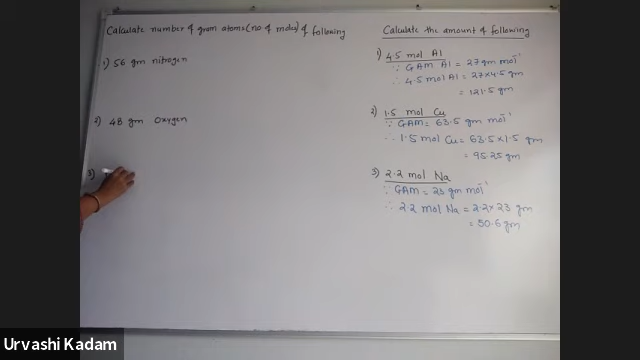 Calculate number of gram atoms (no of moles) of following
1) 56 gm nitrogen
2) 48 gm Oxygen
3)
Calculate the amount of following
1) 4.5 mol Al
∵ GAM Al = 27 gm mol⁻¹
∴ 4.5 mol Al = 27×4.5 gm
= 121.5 gm
2) 1.5 mol Cu
∵ GAM = 63.5 gm mol⁻¹
∴ 1.5 mol Cu = 63.5×1.5 gm
= 95.25 gm
3) 2.2 mol Na
∵ GAM = 23 gm mol⁻¹
∴ 2.2 mol Na = 2.2×23 gm
= 50.6 gm
Urvashi Kadam